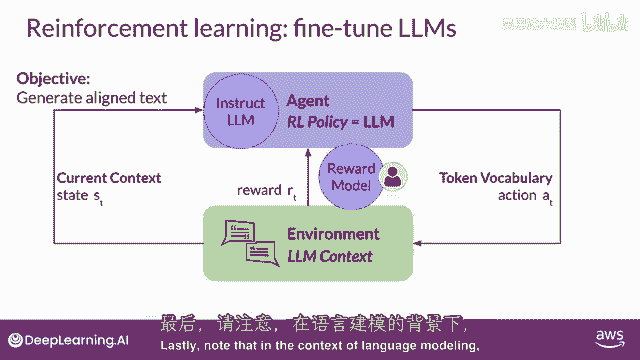 Reinforcement learning: fine-tune LLMs
Objective:
Generate aligned text
Instruct
LLM
Agent
RL Policy = LLM
Current Context
state s_t
reward r_t
Reward
Model
Token Vocabulary
action a_t
Environment
LLM Context
最后，请注意，在语言建模的背景下，
DeepLearning.AI
Lastly, note that in the context of language modeling,
aws